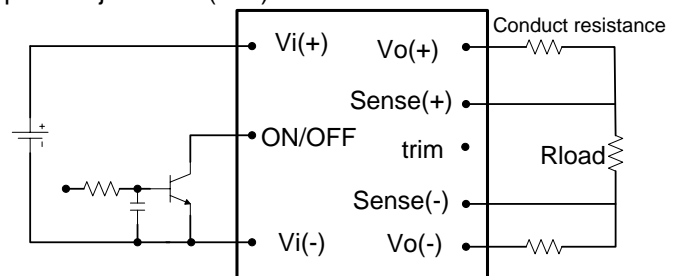 Conduct resistance
Vi(+)
Vo(+)
Sense(+)
ON/OFF
trim
Rload
Sense(-)
Vi(-)
Vo(-)
+
-